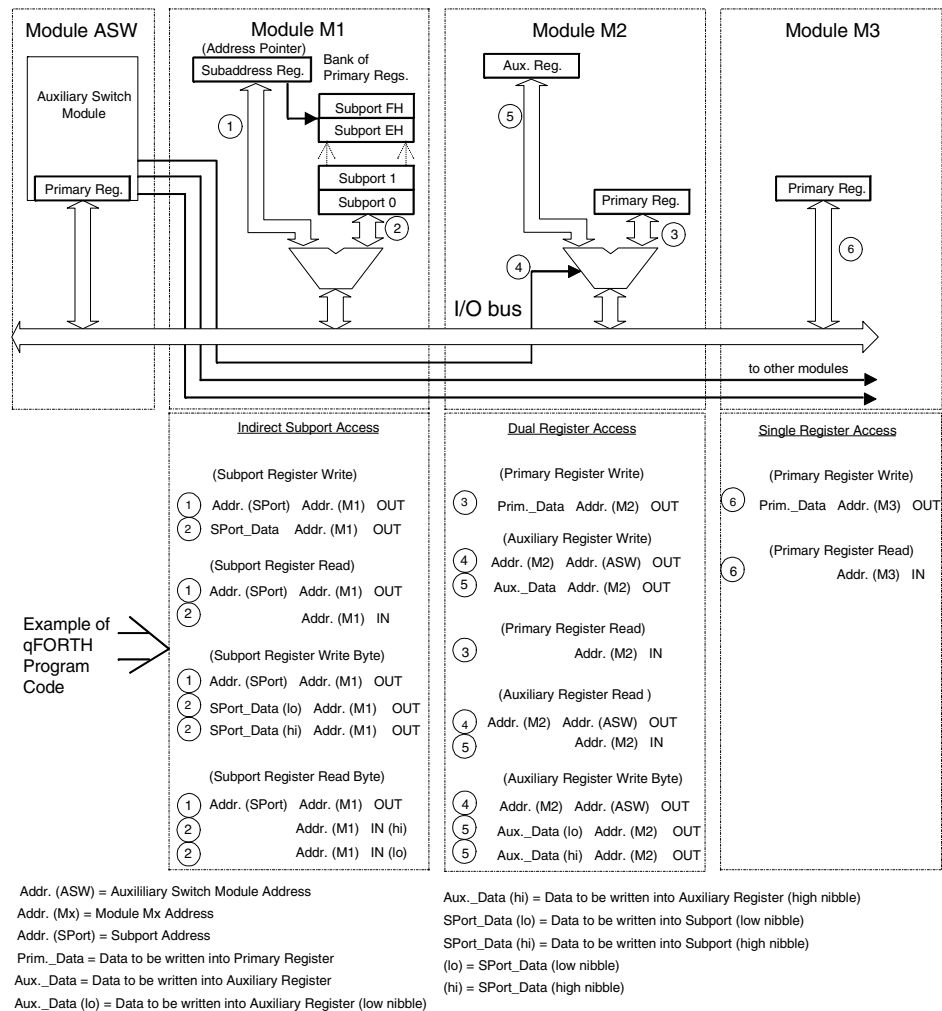 Module ASW
Auxiliary Switch
Module
Primary Reg.
Module M1
(Address Pointer)
Subaddress Reg.
Bank of
Primary Regs.
Subport FH
Subport EH
Subport 1
Subport 0
1
2
Module M2
Aux. Reg.
5
Primary Reg.
3
4
I/O bus
Module M3
Primary Reg.
6
to other modules
Example of
qFORTH
Program
Code
Indirect Subport Access
(Subport Register Write)
1 Addr. (SPort) Addr. (M1) OUT
2 SPort_Data Addr. (M1) OUT
(Subport Register Read)
1 Addr. (SPort) Addr. (M1) OUT
2 Addr. (M1) IN
(Subport Register Write Byte)
1 Addr. (SPort) Addr. (M1) OUT
2 SPort_Data (lo) Addr. (M1) OUT
2 SPort_Data (hi) Addr. (M1) OUT
(Subport Register Read Byte)
1 Addr. (SPort) Addr. (M1) OUT
2 Addr. (M1) IN (hi)
2 Addr. (M1) IN (lo)
Dual Register Access
(Primary Register Write)
3 Prim._Data Addr. (M2) OUT
(Auxiliary Register Write)
4 Addr. (M2) Addr. (ASW) OUT
5 Aux._Data Addr. (M2) OUT
(Primary Register Read)
3 Addr. (M2) IN
(Auxiliary Register Read )
4 Addr. (M2) Addr. (ASW) OUT
5 Addr. (M2) IN
(Auxiliary Register Write Byte)
4 Addr. (M2) Addr. (ASW) OUT
5 Aux._Data (lo) Addr. (M2) OUT
5 Aux._Data (hi) Addr. (M2) OUT
Single Register Access
(Primary Register Write)
6 Prim._Data Addr. (M3) OUT
(Primary Register Read)
6 Addr. (M3) IN
Addr. (ASW) = Auxililiary Switch Module Address
Addr. (Mx) = Module Mx Address
Addr. (SPort) = Subport Address
Prim._Data = Data to be written into Primary Register
Aux._Data = Data to be written into Auxiliary Register
Aux._Data (lo) = Data to be written into Auxiliary Register (low nibble)
Aux._Data (hi) = Data to be written into Auxiliary Register (high nibble)
SPort_Data (lo) = Data to be written into Subport (low nibble)
SPort_Data (hi) = Data to be written into Subport (high nibble)
(lo) = SPort_Data (low nibble)
(hi) = SPort_Data (high nibble)